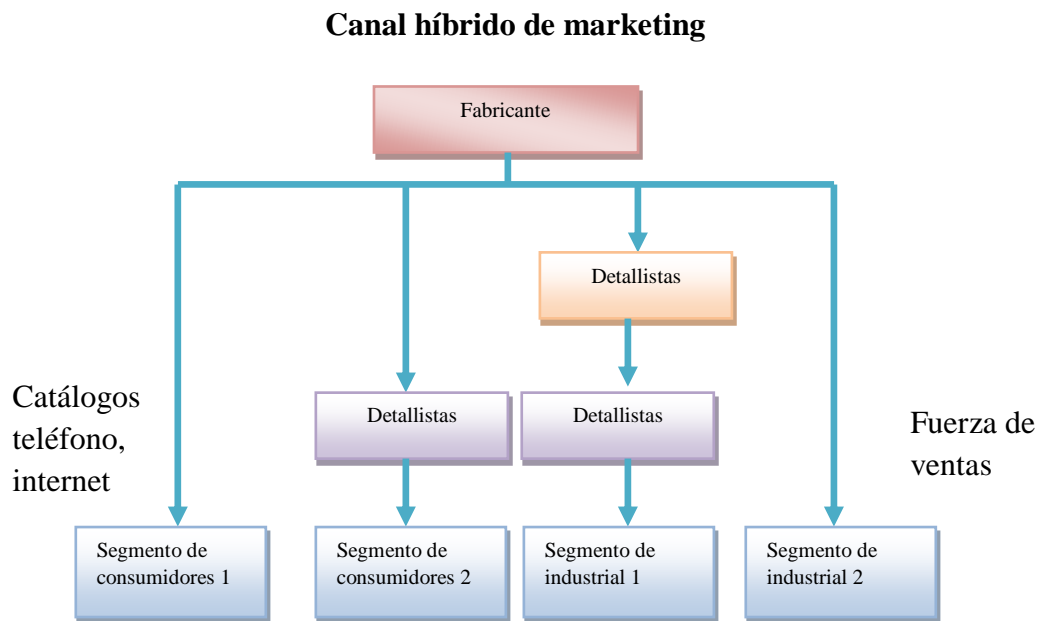 Canal híbrido de marketing
Fabricante
Detallistas
Catálogos
teléfono,
internet
Detallistas
Detallistas
Fuerza de
ventas
Segmento de
consumidores 1
Segmento de
consumidores 2
Segmento de
industrial 1
Segmento de
industrial 2